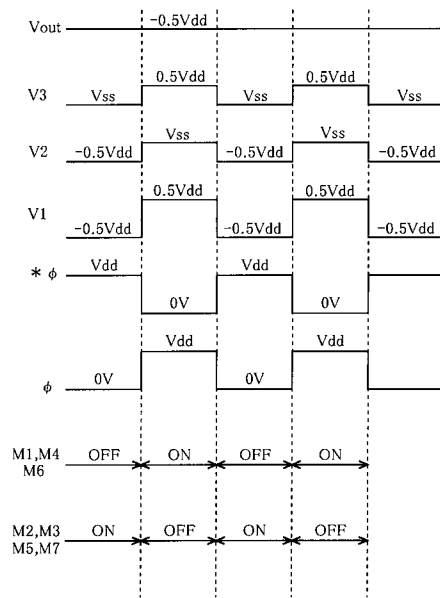 Vout -0.5Vdd
0.5Vdd 0.5Vdd
V3 Vss Vss Vss
Vss Vss
V2 -0.5Vdd -0.5Vdd -0.5Vdd
0.5Vdd 0.5Vdd
V1
-0.5Vdd -0.5Vdd -0.5Vdd
* ϕ Vdd Vdd
0V 0V
Vdd Vdd
ϕ 0V 0V
M1,M4 OFF ON OFF ON
M6
M2,M3 ON OFF ON OFF
M5,M7